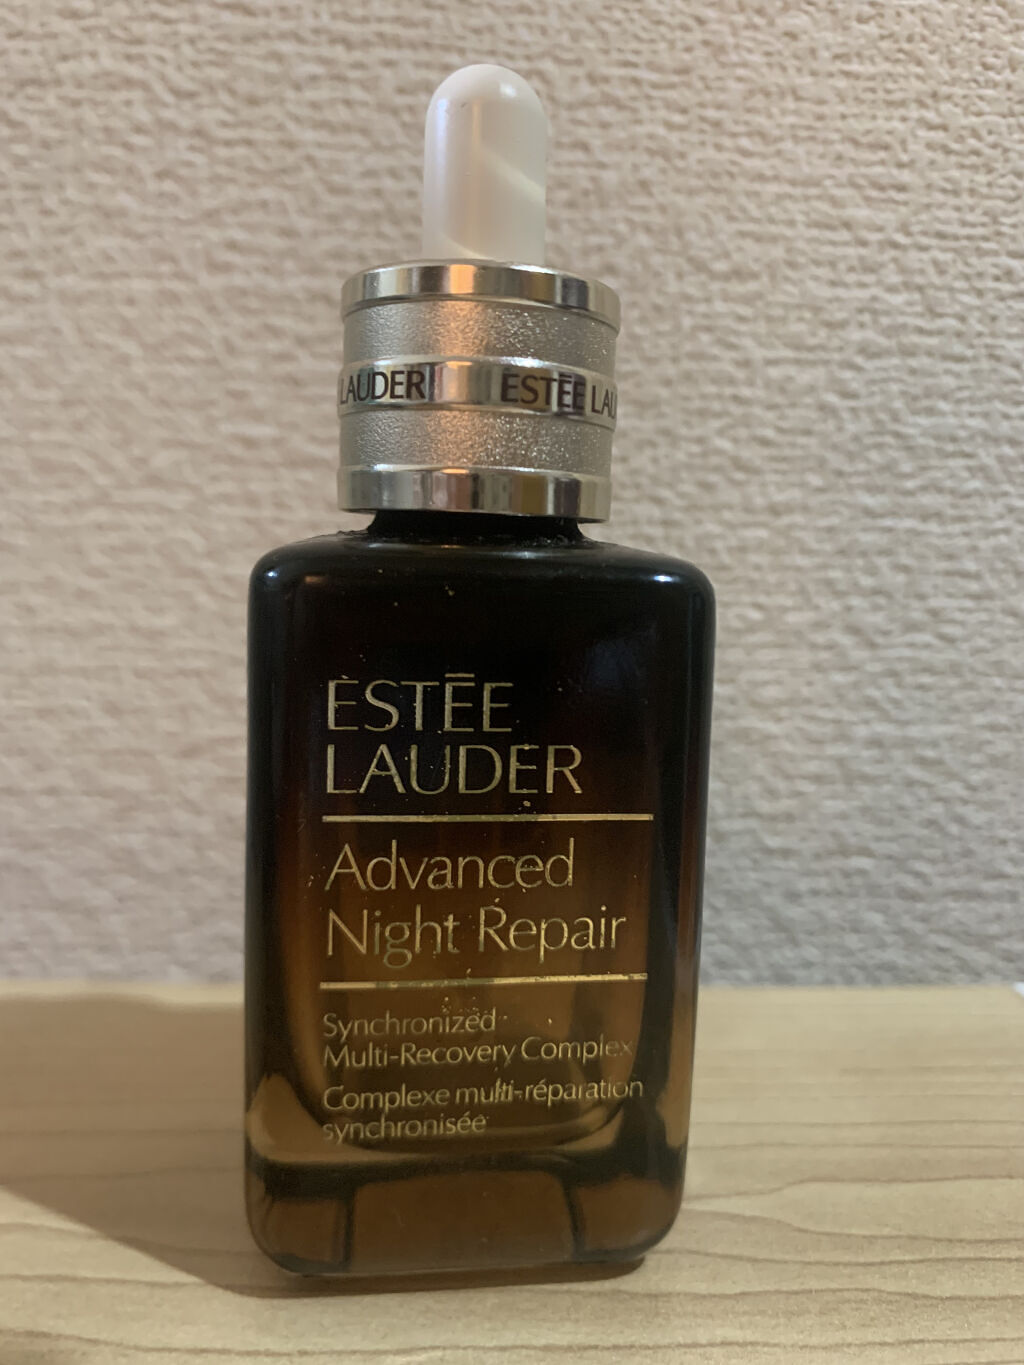 LAUDER ESTĒE LAU
ESTĒE
LAUDER
Advanced
Night Repair
Synchronized
Multi-Recovery Complex
Complexe multi-réparation
synchronisée